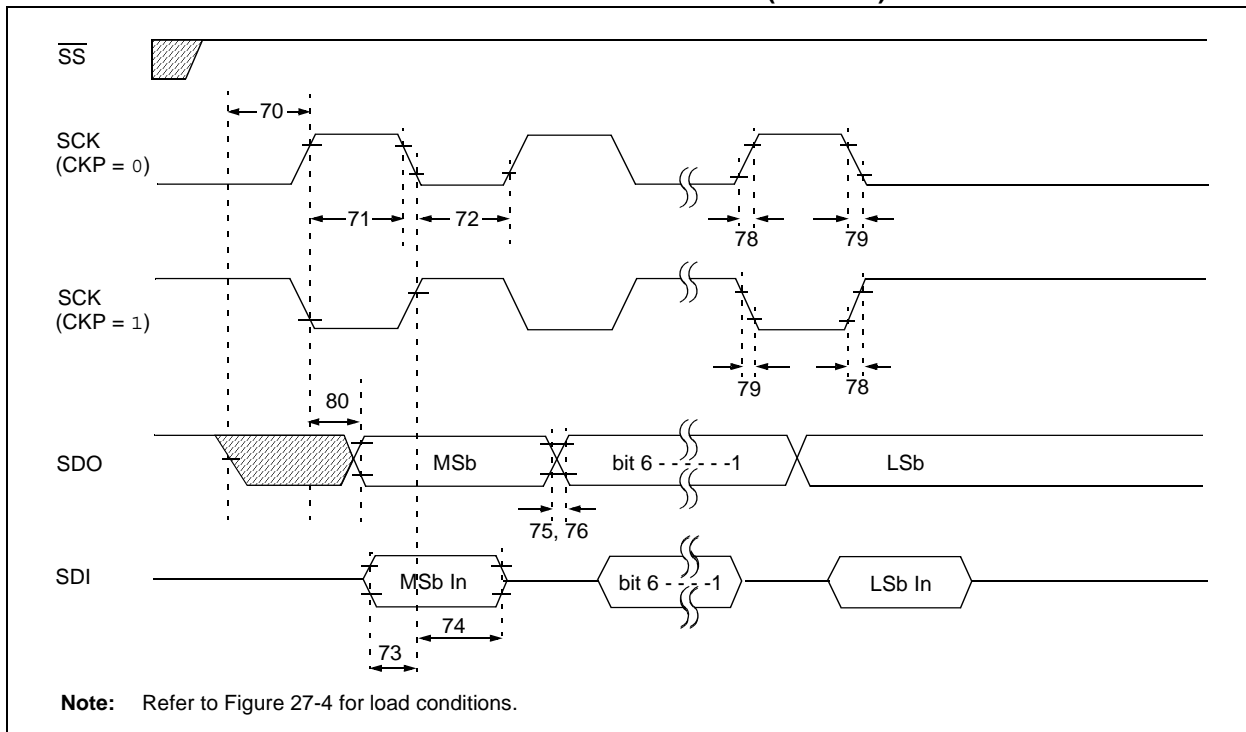 SS
70
SCK
(CKP = 0)
71
72
78
79
SCK
(CKP = 1)
79
78
80
SDO
MSb
bit 6 - - - - - -1
LSb
75, 76
SDI
MSb In
bit 6 - - - -1
LSb In
74
73
Note: Refer to Figure 27-4 for load conditions.